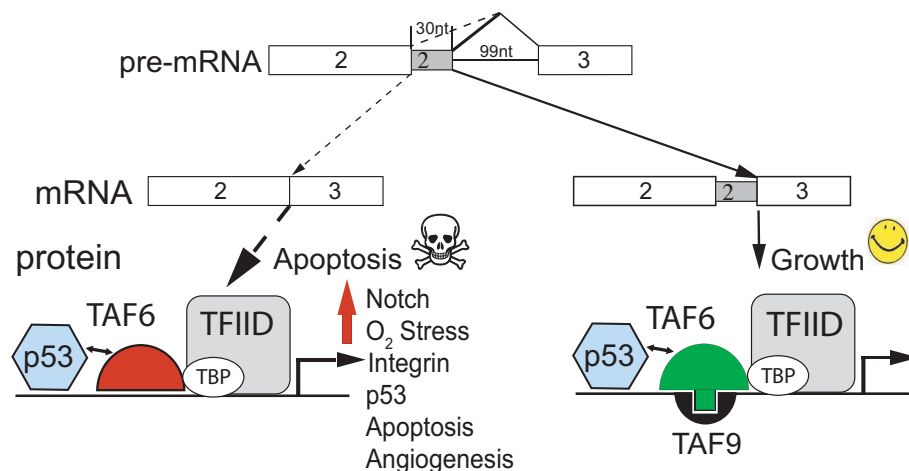 30nt
pre-mRNA 2 2 99nt 3
mRNA 2 3 2 2 3
protein
Apoptosis
Growth
Notch
O₂ Stress
Integrin
p53
Apoptosis
Angiogenesis
p53 TAF6 TFIID TBP
p53 TAF6 TFIID TBP
TAF9